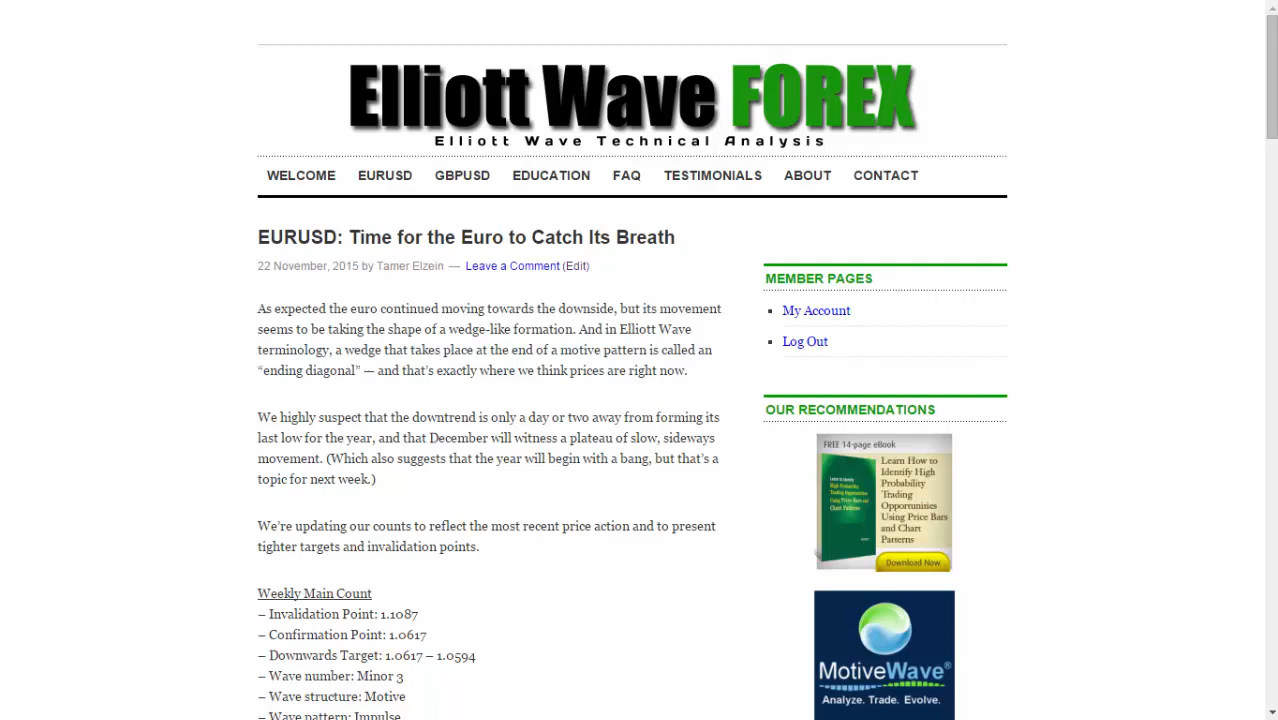 Elliott Wave FOREX
Elliott Wave Technical Analysis
WELCOME EURUSD GBPUSD EDUCATION FAQ TESTIMONIALS ABOUT CONTACT
EURUSD: Time for the Euro to Catch Its Breath
22 November, 2015 by Tamer Elzein — Leave a Comment (Edit)
As expected the euro continued moving towards the downside, but its movement
seems to be taking the shape of a wedge-like formation. And in Elliott Wave
terminology, a wedge that takes place at the end of a motive pattern is called an
“ending diagonal” — and that’s exactly where we think prices are right now.
We highly suspect that the downtrend is only a day or two away from forming its
last low for the year, and that December will witness a plateau of slow, sideways
movement. (Which also suggests that the year will begin with a bang, but that’s a
topic for next week.)
We’re updating our counts to reflect the most recent price action and to present
tighter targets and invalidation points.
Weekly Main Count
– Invalidation Point: 1.1087
– Confirmation Point: 1.0617
– Downwards Target: 1.0617 – 1.0594
– Wave number: Minor 3
– Wave structure: Motive
– Wave pattern: Impulse
MEMBER PAGES
My Account
Log Out
OUR RECOMMENDATIONS
FREE 14-page eBook
Learn How to
Identify High
Probability
Trading
Opportunities
Using Price Bars
and Chart
Patterns
Download Now
MotiveWave®
Analyze. Trade. Evolve.